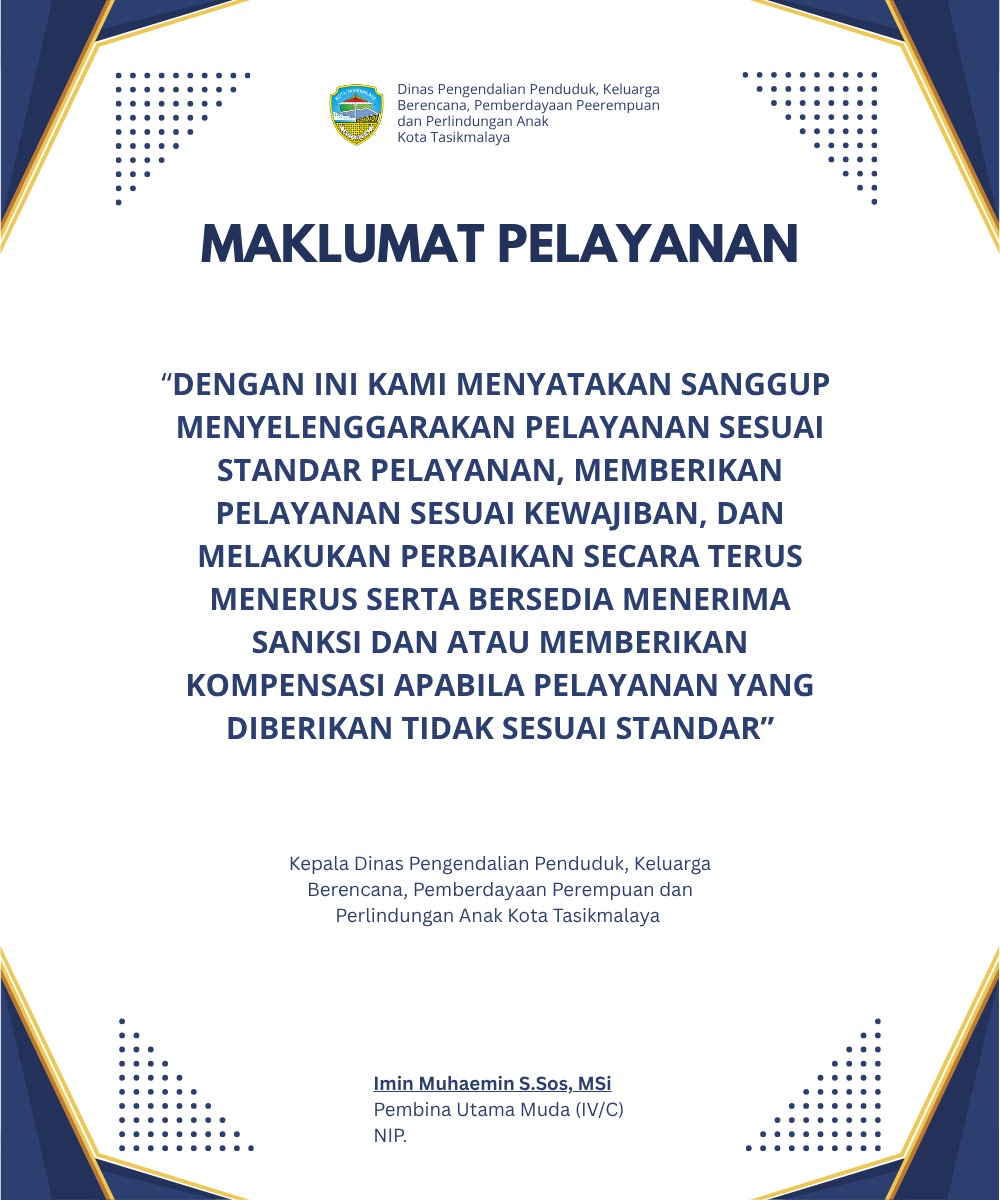 KOTA TASIKMALAYA
Dinas Pengendalian Penduduk, Keluarga
Berencana, Pemberdayaan Peerempuan
dan Perlindungan Anak
Kota Tasikmalaya
MAKLUMAT PELAYANAN
“DENGAN INI KAMI MENYATAKAN SANGGUP
MENYELENGGARAKAN PELAYANAN SESUAI
STANDAR PELAYANAN, MEMBERIKAN
PELAYANAN SESUAI KEWAJIBAN, DAN
MELAKUKAN PERBAIKAN SECARA TERUS
MENERUS SERTA BERSEDIA MENERIMA
SANKSI DAN ATAU MEMBERIKAN
KOMPENSASI APABILA PELAYANAN YANG
DIBERIKAN TIDAK SESUAI STANDAR”
Kepala Dinas Pengendalian Penduduk, Keluarga
Berencana, Pemberdayaan Perempuan dan
Perlindungan Anak Kota Tasikmalaya
Imin Muhaemin S.Sos, MSi
Pembina Utama Muda (IV/C)
NIP.